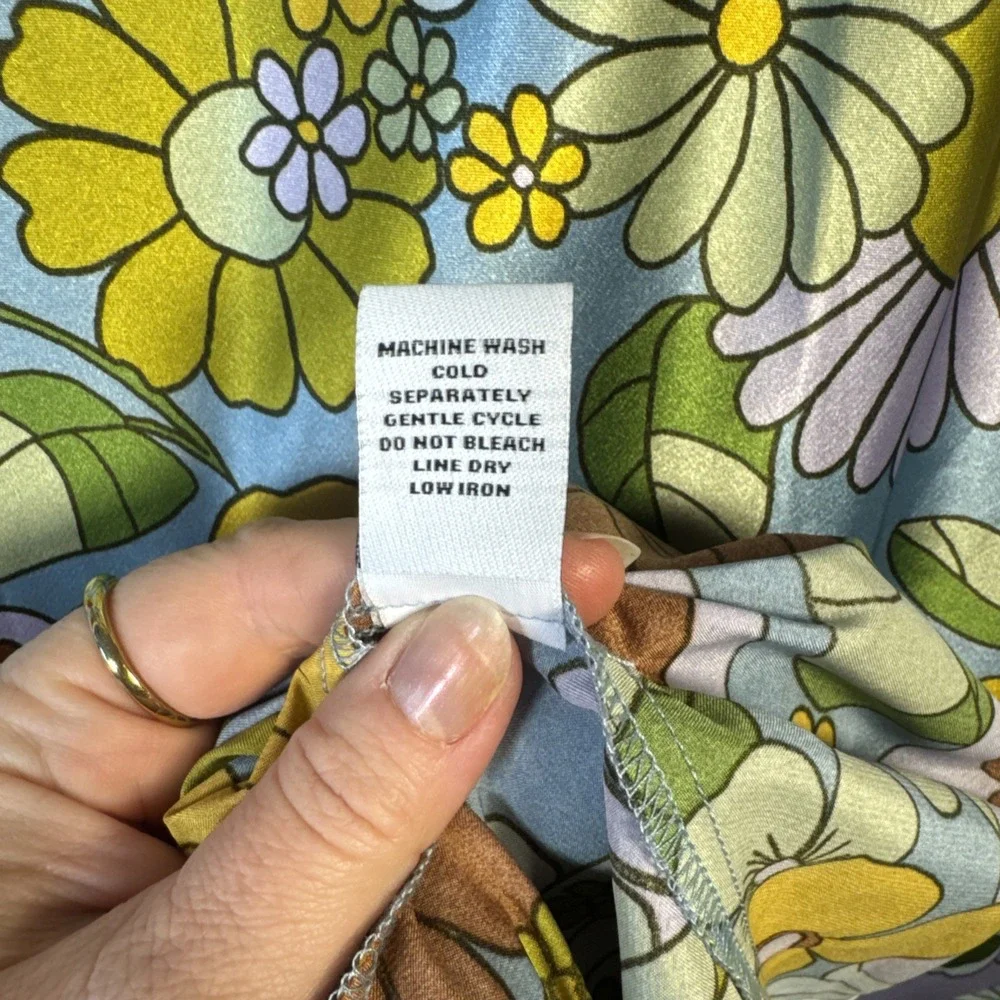 MACHINE WASH
COLD
SEPARATELY
GENTLE CYCLE
DO NOT BLEACH
LINE DRY
LOW IRON